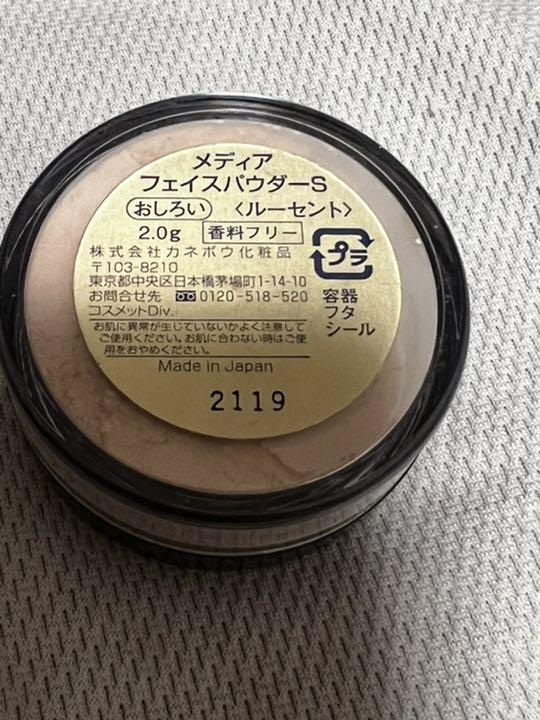 メディア
フェイスパウダーS
おしろい 〈ルーセント〉
2.0g 香料フリー
株式会社カネボウ化粧品
〒103-8210
東京都中央区日本橋茅場町1-14-10
お問合せ先 0120-518-520
コスメットDiv.
お肌に異常が生じていないかよく注意して
ご使用ください。お肌に合わない時はご使
用をおやめください。
Made in Japan
2119
プラ
容器
フタ
シール